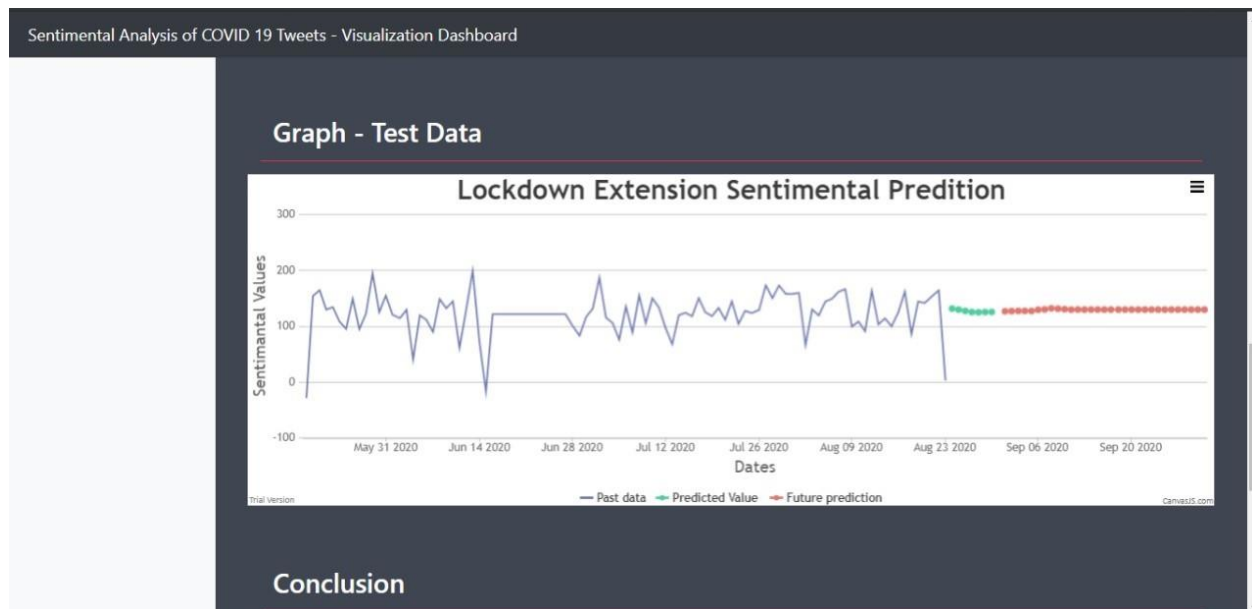 Sentimental Analysis of COVID 19 Tweets - Visualization Dashboard
Graph - Test Data
Lockdown Extension Sentimental Predition
300
200
100
0
-100
Sentimantal Values
May 31 2020 Jun 14 2020 Jun 28 2020 Jul 12 2020 Jul 26 2020 Aug 09 2020 Aug 23 2020 Sep 06 2020 Sep 20 2020
Dates
Past data Predicted Value Future prediction
Trial Version
CanvasJS.com
Conclusion